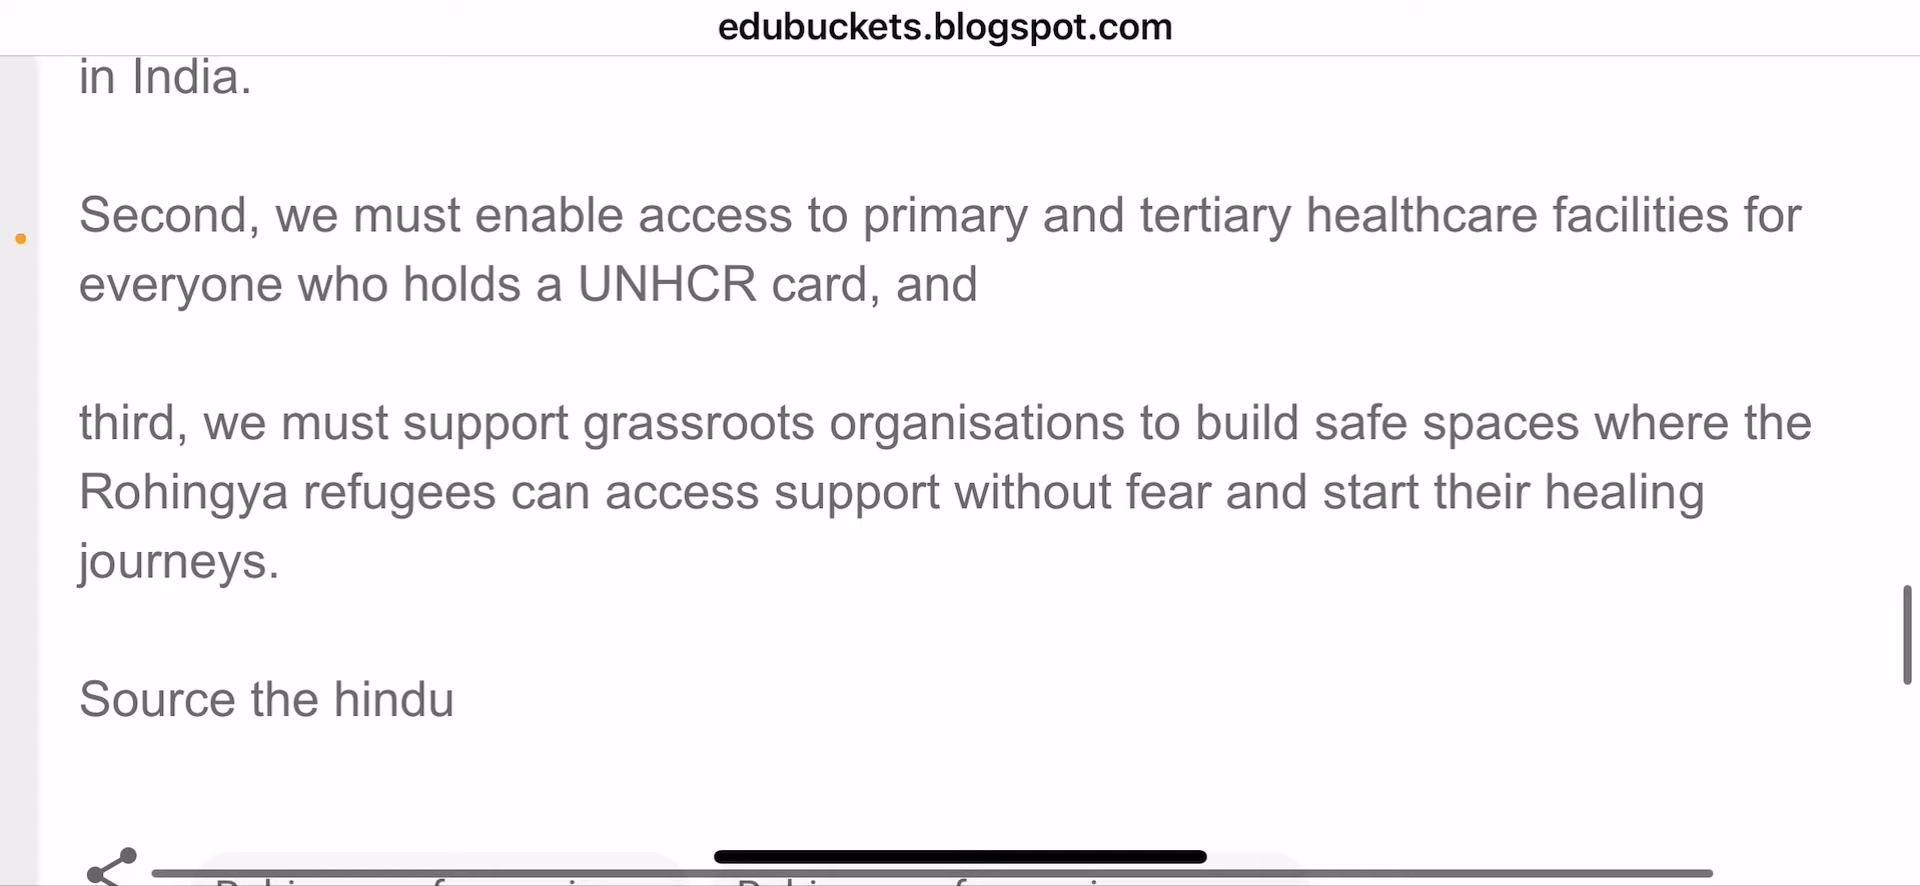 edubuckets.blogspot.com
in India.
Second, we must enable access to primary and tertiary healthcare facilities for
everyone who holds a UNHCR card, and
third, we must support grassroots organisations to build safe spaces where the
Rohingya refugees can access support without fear and start their healing
journeys.
Source the hindu